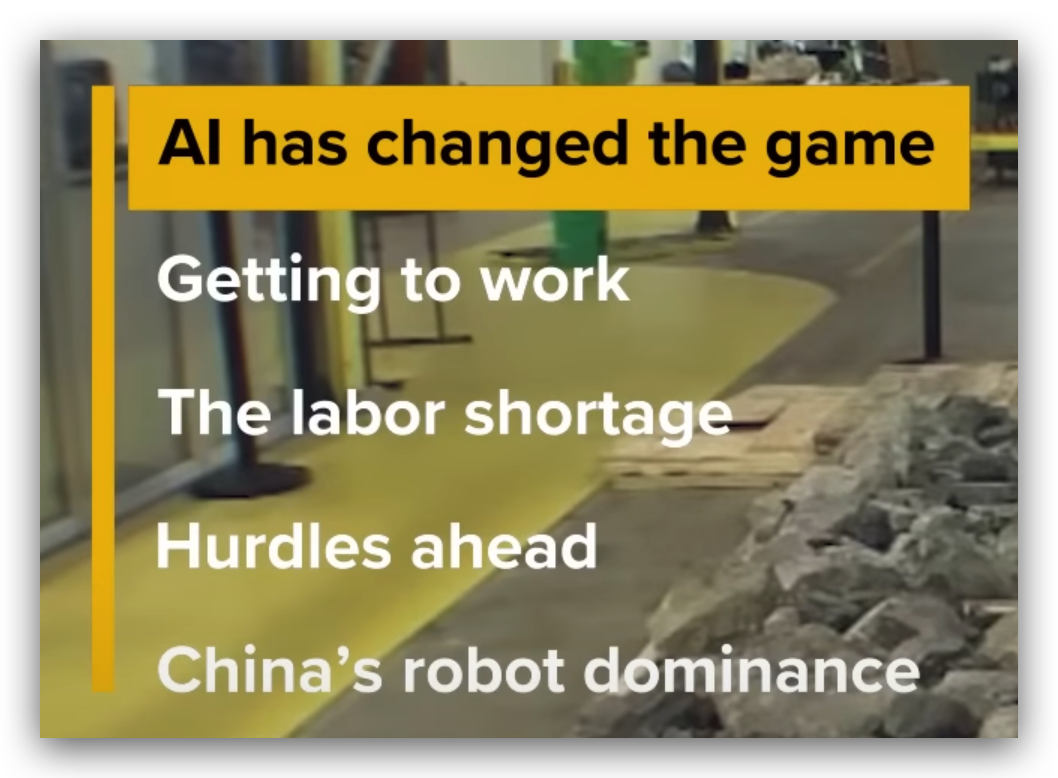 AI has changed the game
Getting to work
The labor shortage
Hurdles ahead
China’s robot dominance